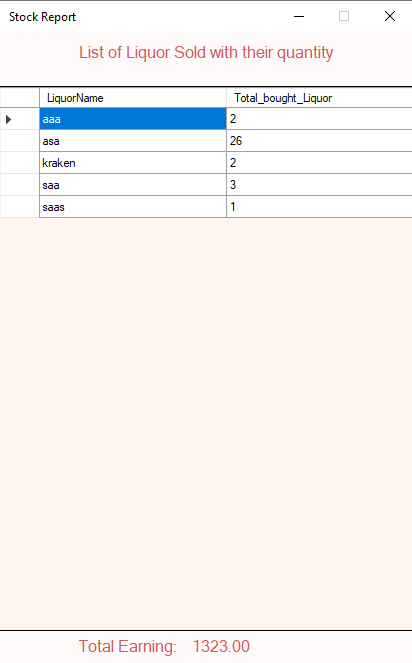 Stock Report
List of Liquor Sold with their quantity
LiquorName Total_bought_Liquor
aaa 2
asa 26
kraken 2
saa 3
saas 1
Total Earning: 1323.00